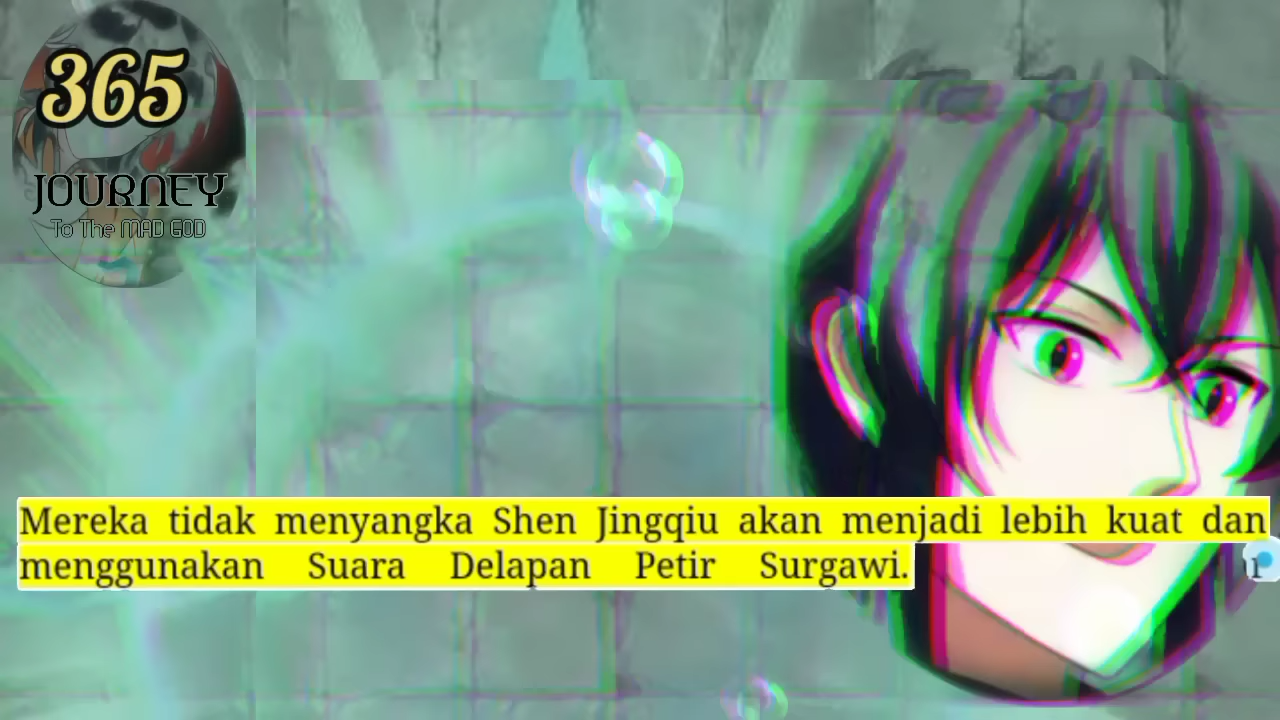 365
JOURNEY
To The MAD GOD
Mereka tidak menyangka Shen Jingqiu akan menjadi lebih kuat dan
menggunakan Suara Delapan Petir Surgawi.